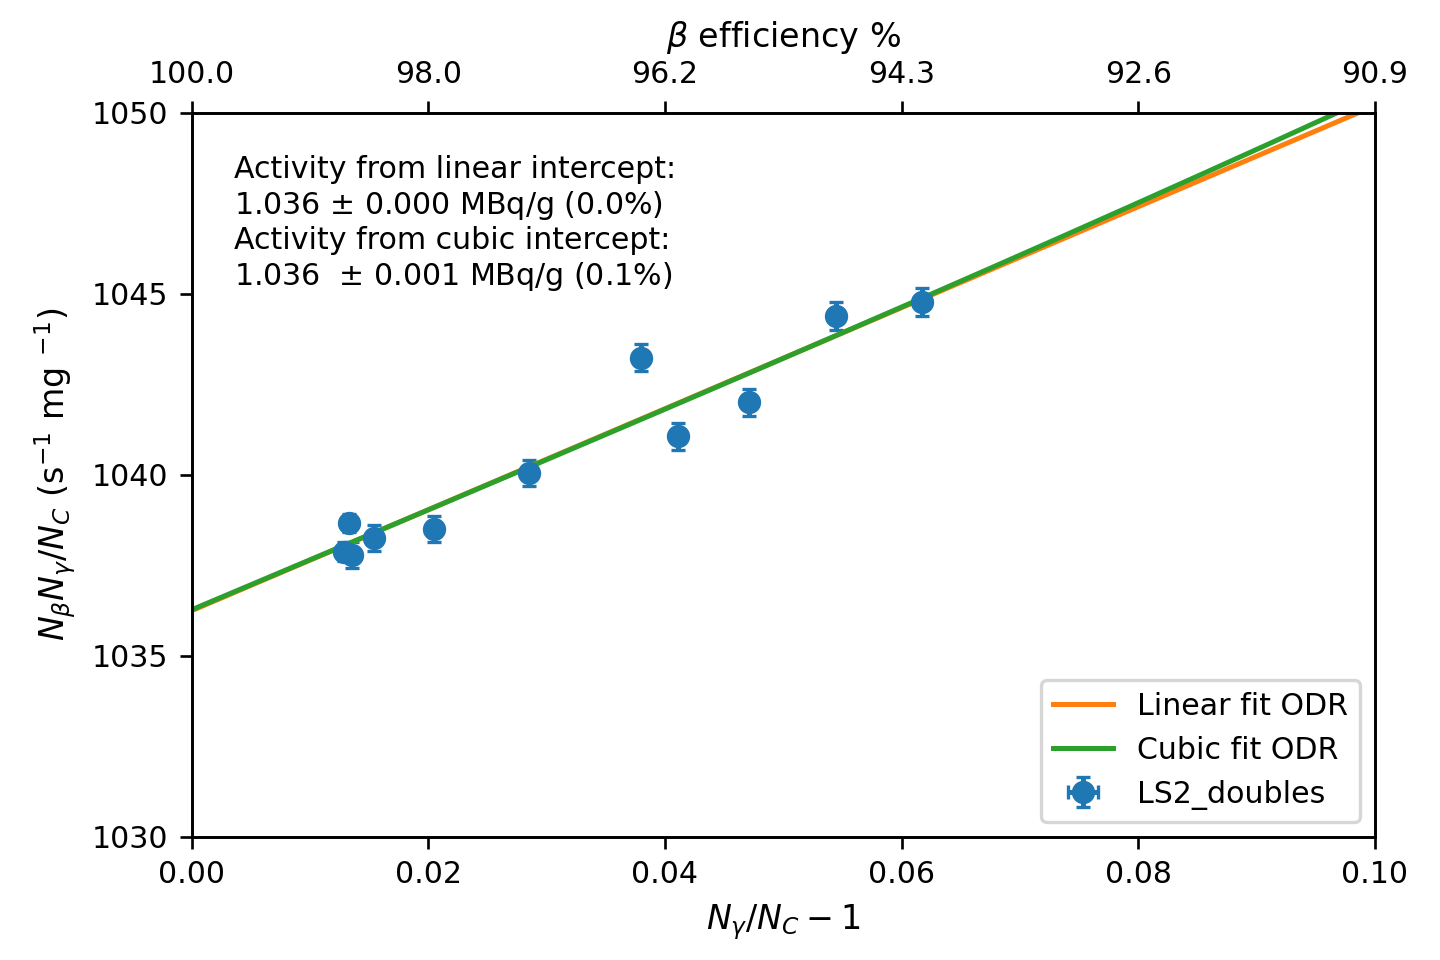 β efficiency %
100.0 98.0 96.2 94.3 92.6 90.9
1050
1045
1040
1035
1030
NβNγ/NC (s−1 mg −1)
Activity from linear intercept:
1.036 ± 0.000 MBq/g (0.0%)
Activity from cubic intercept:
1.036  ± 0.001 MBq/g (0.1%)
Linear fit ODR
Cubic fit ODR
LS2_doubles
0.00 0.02 0.04 0.06 0.08 0.10
Nγ/NC − 1